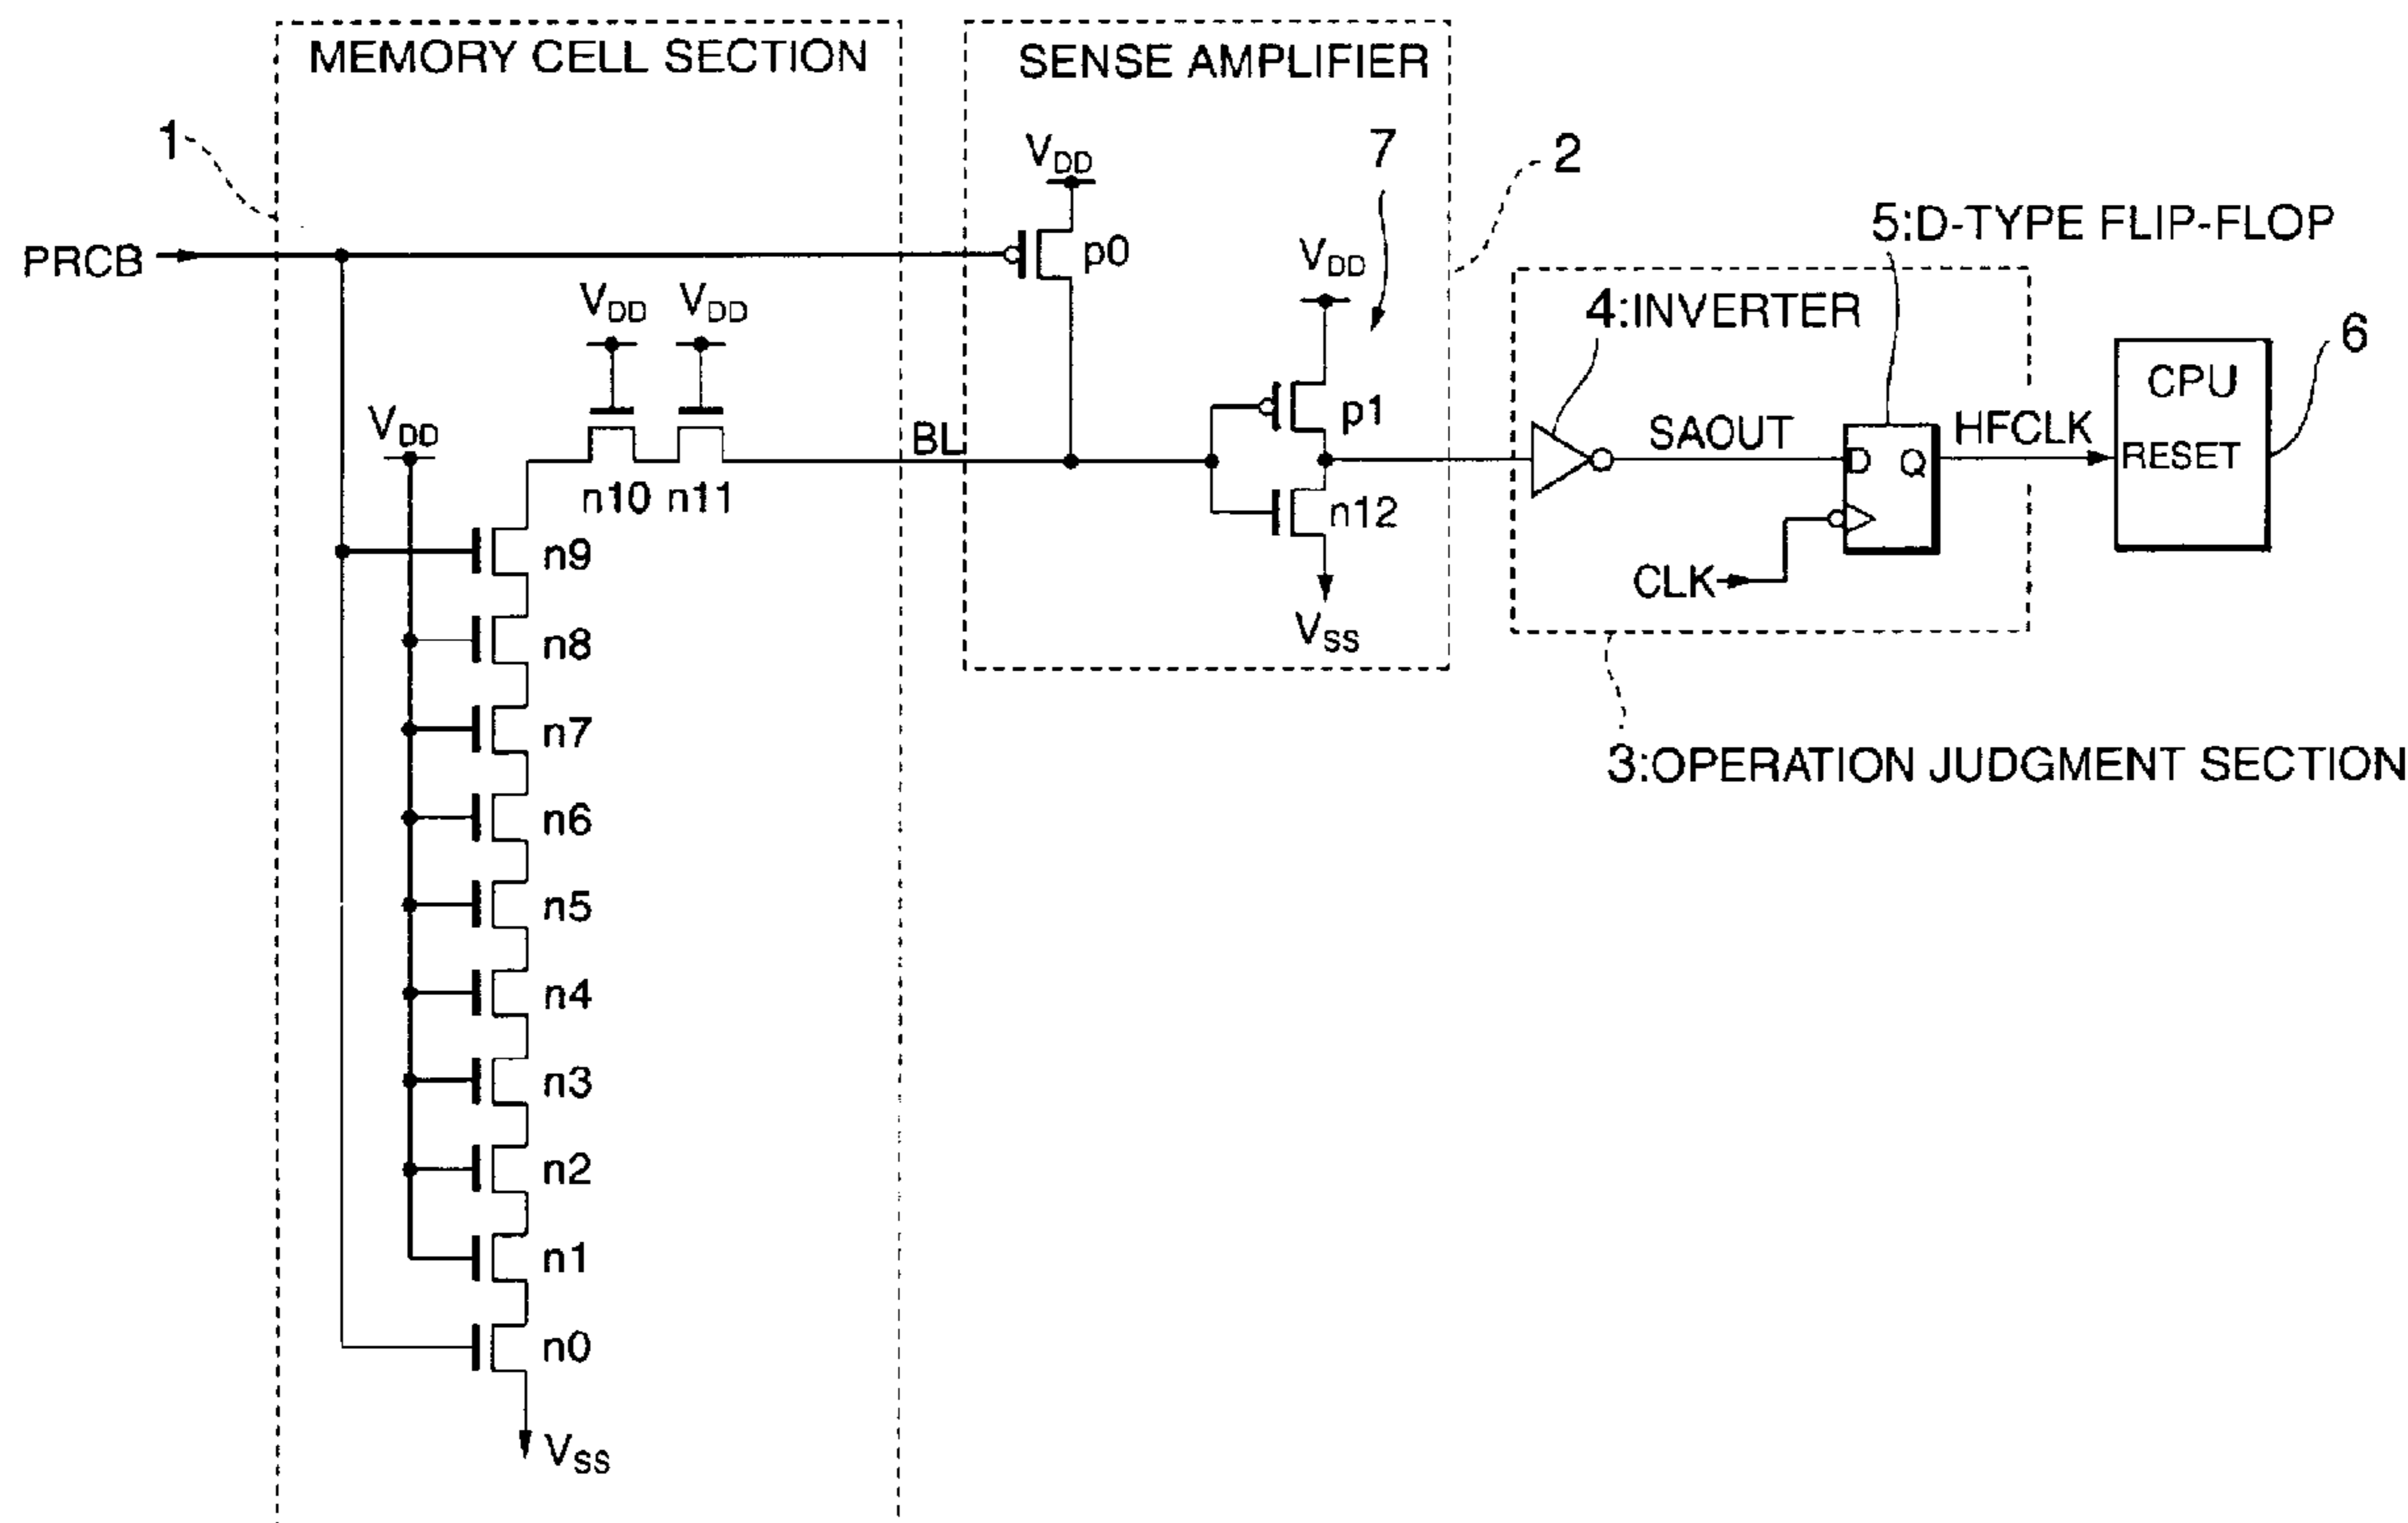 MEMORY CELL SECTION
SENSE AMPLIFIER
1
7
2
VDD
5:D-TYPE FLIP-FLOP
PRCB
p0
VDD
VDD
VDD
4:INVERTER
6
CPU
VDD
BL
p1
SAOUT
HFCLK
D
Q
RESET
n10
n11
n12
n9
CLK
VSS
n8
n7
3:OPERATION JUDGMENT SECTION
n6
n5
n4
n3
n2
n1
n0
VSS